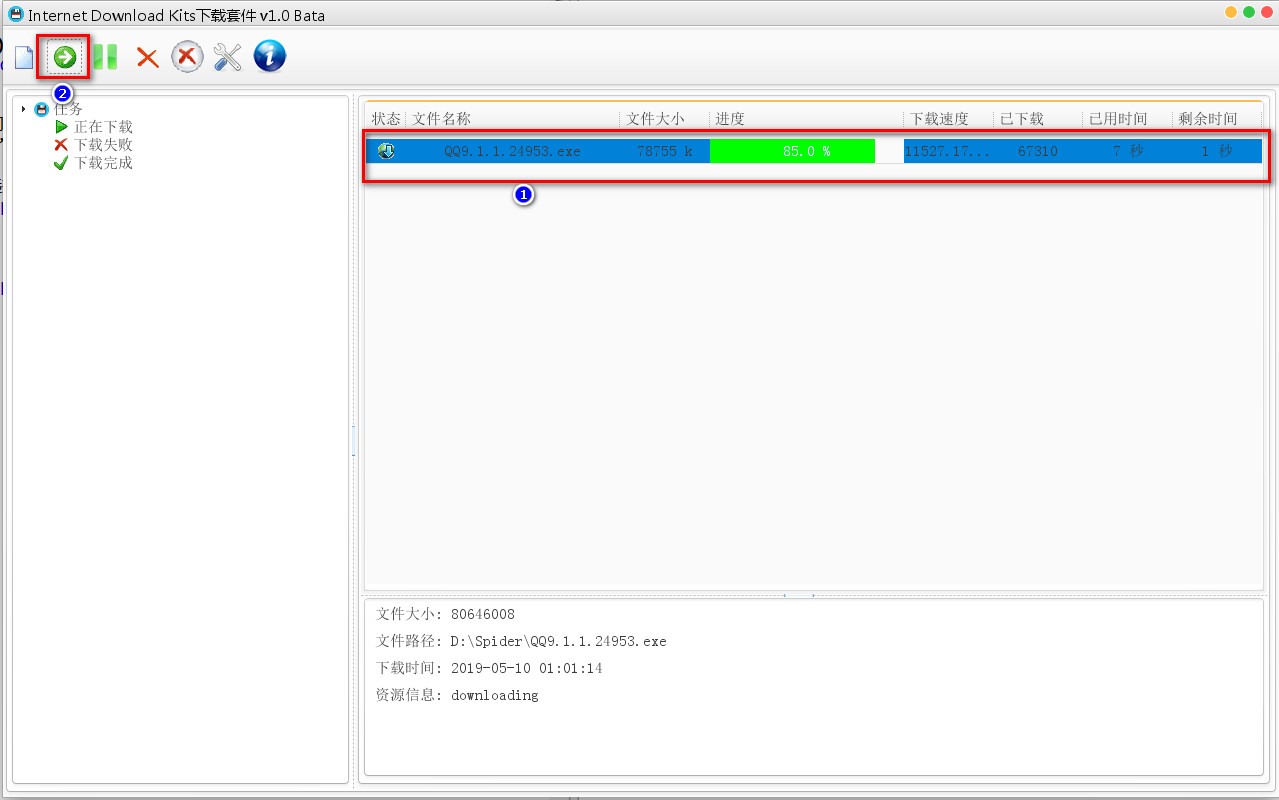 Internet Download Kits下载套件 v1.0 Bata
2
任务
正在下载
下载失败
下载完成
状态 文件名称 文件大小 进度 下载速度 已下载 已用时间 剩余时间
QQ9.1.1.24953.exe 78755 k 85.0 % 11527.17... 67310 7 秒 1 秒
1
文件大小: 80646008
文件路径: D:\Spider\QQ9.1.1.24953.exe
下载时间: 2019-05-10 01:01:14
资源信息: downloading